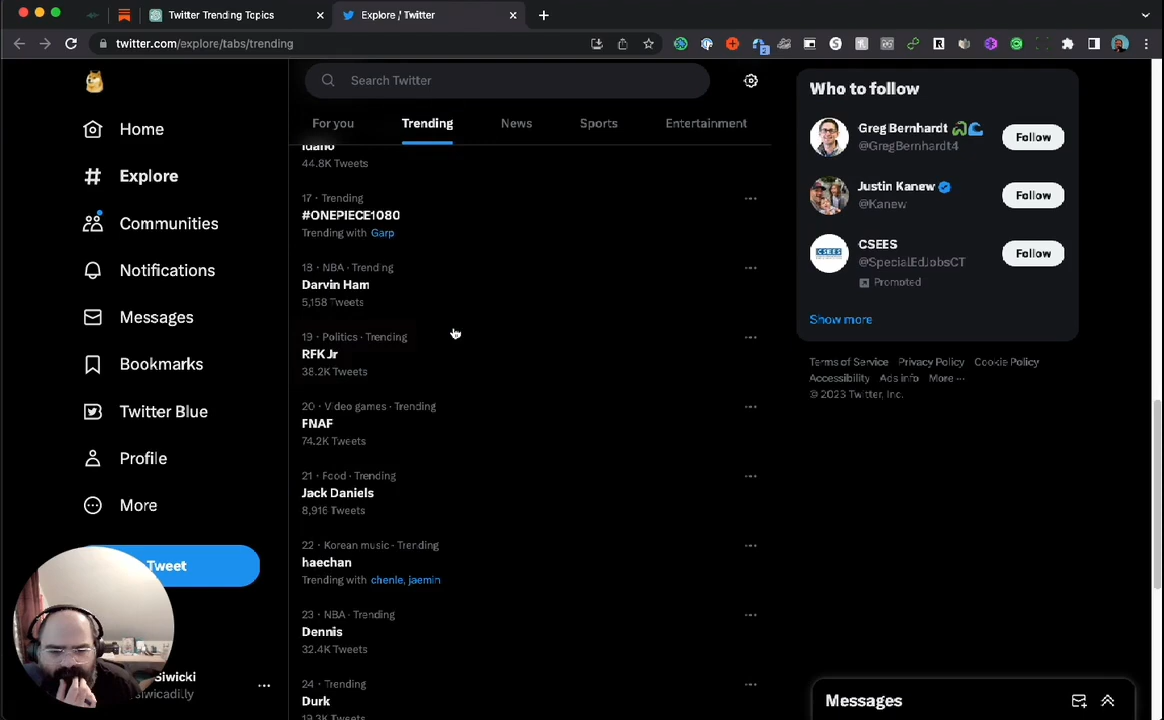 Twitter Trending Topics
Explore / Twitter
twitter.com/explore/tabs/trending
Search Twitter
For you
Trending
News
Sports
Entertainment
Home
Explore
Communities
Notifications
Messages
Bookmarks
Twitter Blue
Profile
More
Tweet
Siwicki
siwicadilly
Idaho
44.8K Tweets
17 · Trending
#ONEPIECE1080
Trending with Garp
18 · NBA · Trending
Darvin Ham
5,158 Tweets
19 · Politics · Trending
RFK Jr
38.2K Tweets
20 · Video games · Trending
FNAF
74.2K Tweets
21 · Food · Trending
Jack Daniels
8,916 Tweets
22 · Korean music · Trending
haechan
Trending with chenle, jaemin
23 · NBA · Trending
Dennis
32.4K Tweets
24 · Trending
Durk
19.3K Tweets
Who to follow
Greg Bernhardt
@GregBernhardt4
Follow
Justin Kanew
@Kanew
Follow
CSEES
@SpecialEdJobsCT
Promoted
Follow
Show more
Terms of Service Privacy Policy Cookie Policy
Accessibility Ads info More ···
© 2023 Twitter, Inc.
Messages